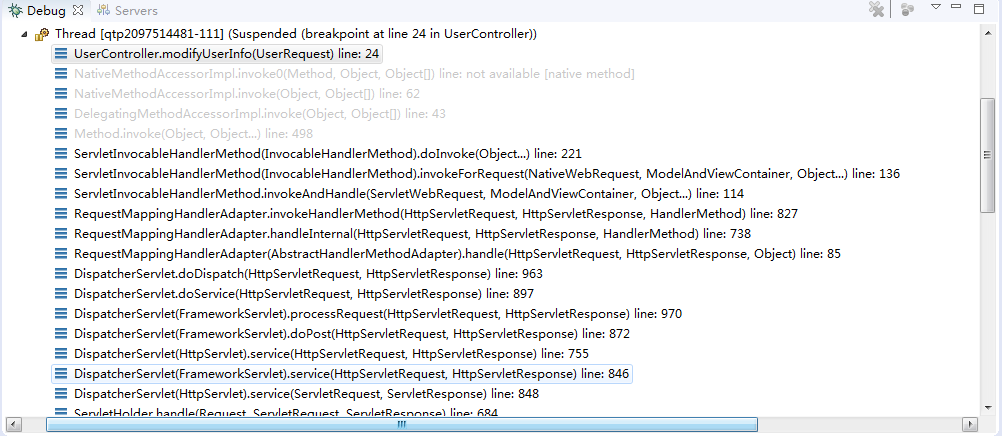 Debug Servers
Thread [qtp2097514481-111] (Suspended (breakpoint at line 24 in UserController))
UserController.modifyUserInfo(UserRequest) line: 24
NativeMethodAccessorImpl.invoke0(Method, Object, Object[]) line: not available [native method]
NativeMethodAccessorImpl.invoke(Object, Object[]) line: 62
DelegatingMethodAccessorImpl.invoke(Object, Object[]) line: 43
Method.invoke(Object, Object...) line: 498
ServletInvocableHandlerMethod(InvocableHandlerMethod).doInvoke(Object...) line: 221
ServletInvocableHandlerMethod(InvocableHandlerMethod).invokeForRequest(NativeWebRequest, ModelAndViewContainer, Object...) line: 136
ServletInvocableHandlerMethod.invokeAndHandle(ServletWebRequest, ModelAndViewContainer, Object...) line: 114
RequestMappingHandlerAdapter.invokeHandlerMethod(HttpServletRequest, HttpServletResponse, HandlerMethod) line: 827
RequestMappingHandlerAdapter.handleInternal(HttpServletRequest, HttpServletResponse, HandlerMethod) line: 738
RequestMappingHandlerAdapter(AbstractHandlerMethodAdapter).handle(HttpServletRequest, HttpServletResponse, Object) line: 85
DispatcherServlet.doDispatch(HttpServletRequest, HttpServletResponse) line: 963
DispatcherServlet.doService(HttpServletRequest, HttpServletResponse) line: 897
DispatcherServlet(FrameworkServlet).processRequest(HttpServletRequest, HttpServletResponse) line: 970
DispatcherServlet(FrameworkServlet).doPost(HttpServletRequest, HttpServletResponse) line: 872
DispatcherServlet(HttpServlet).service(HttpServletRequest, HttpServletResponse) line: 755
DispatcherServlet(FrameworkServlet).service(HttpServletRequest, HttpServletResponse) line: 846
DispatcherServlet(HttpServlet).service(ServletRequest, ServletResponse) line: 848
ServletHolder.handle(Request, ServletRequest, ServletResponse) line: 684